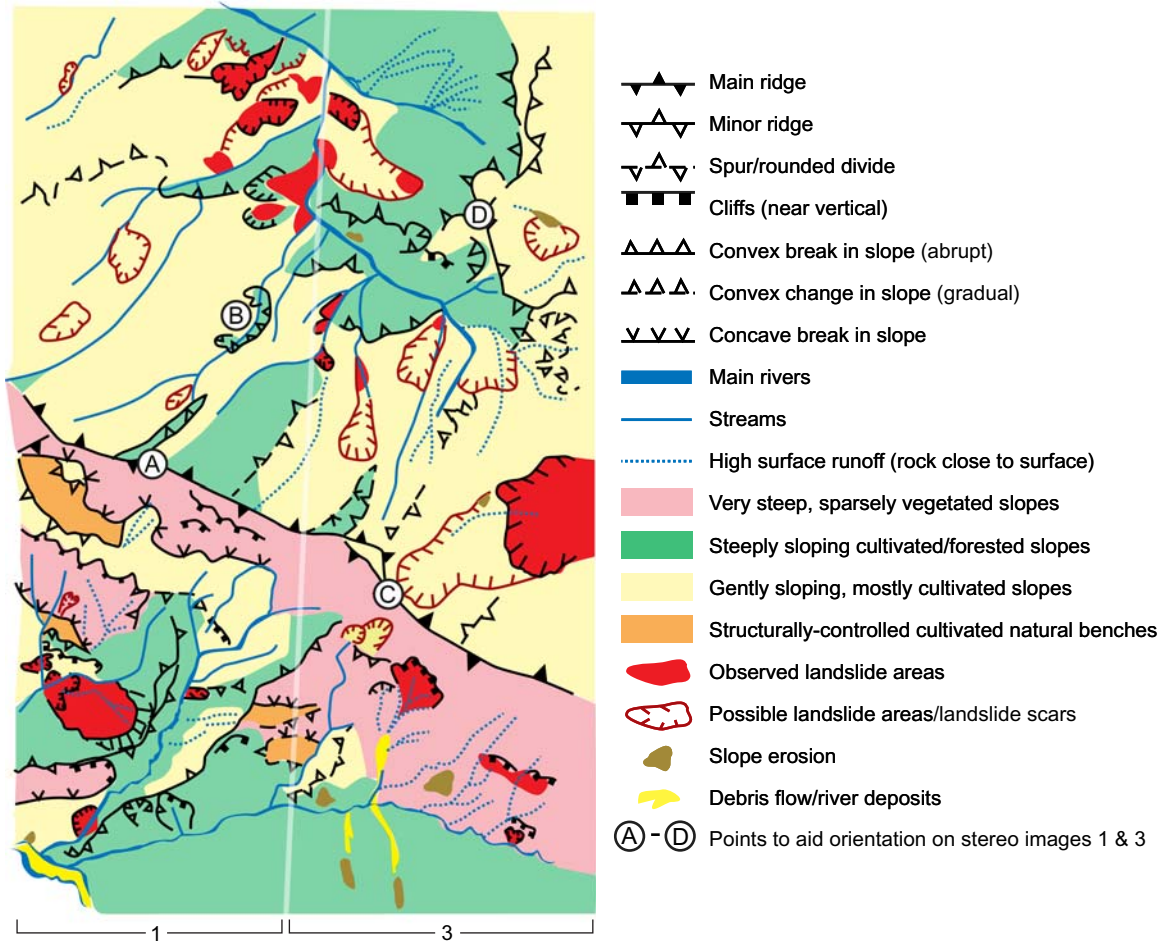 Main ridge
Minor ridge
Spur/rounded divide
Cliffs (near vertical)
Convex break in slope (abrupt)
Convex change in slope (gradual)
Concave break in slope
Main rivers
Streams
High surface runoff (rock close to surface)
Very steep, sparsely vegetated slopes
Steeply sloping cultivated/forested slopes
Gently sloping, mostly cultivated slopes
Structurally-controlled cultivated natural benches
Observed landslide areas
Possible landslide areas/landslide scars
Slope erosion
Debris flow/river deposits
A - D Points to aid orientation on stereo images 1 & 3
D
B
A
C
1
3